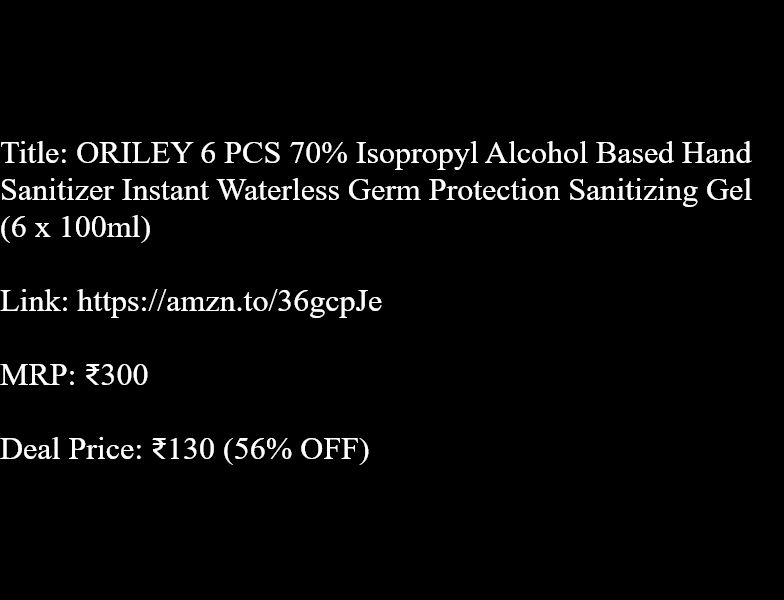 Title: ORILEY 6 PCS 70% Isopropyl Alcohol Based Hand
Sanitizer Instant Waterless Germ Protection Sanitizing Gel
(6 x 100ml)
Link: https://amzn.to/36gcpJe
MRP: ₹300
Deal Price: ₹130 (56% OFF)